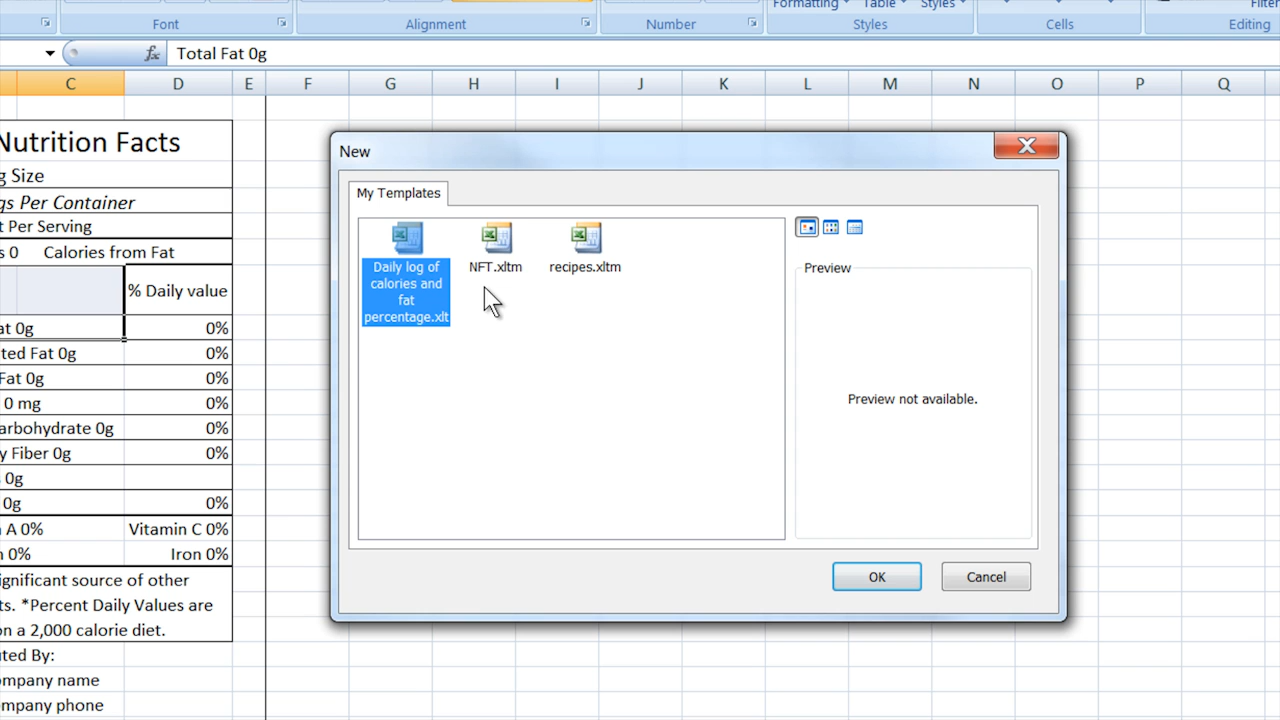 Formatting Table Styles Filter
Font Alignment Number Styles Cells Editing
fx Total Fat 0g
C D E F G H I J K L M N O P Q
Nutrition Facts
g Size
gs Per Container
t Per Serving
s 0 Calories from Fat
% Daily value
at 0g 0%
ted Fat 0g 0%
Fat 0g 0%
0 mg 0%
arbohydrate 0g 0%
y Fiber 0g 0%
s 0g
0g 0%
n A 0% Vitamin C 0%
n 0% Iron 0%
ignificant source of other
ts. *Percent Daily Values are
on a 2,000 calorie diet.
uted By:
ompany name
ompany phone
New
My Templates
Daily log of
calories and
fat
percentage.xlt
NFT.xltm
recipes.xltm
Preview
Preview not available.
OK Cancel